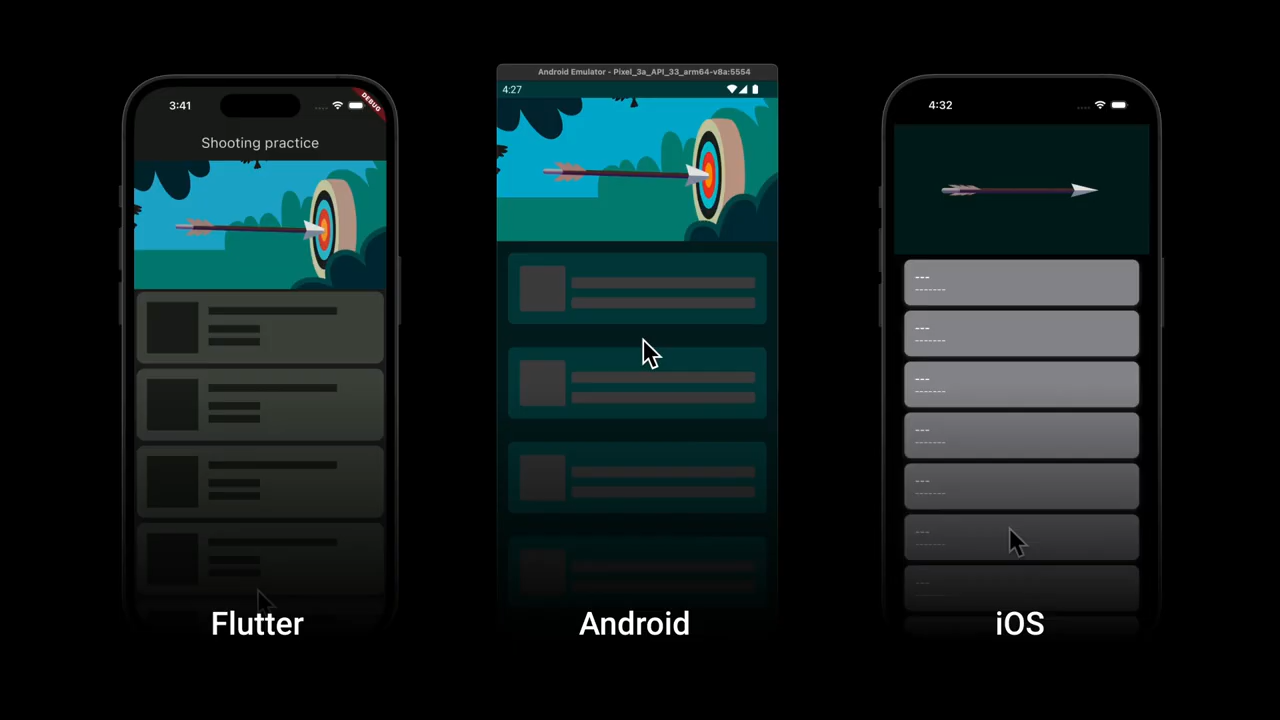 Android Emulator - Pixel_3a_API_33_arm64-v8a:5554
3:41
DEBUG
4:27
4:32
Shooting practice
---
-------
---
-------
---
-------
---
-------
---
-------
---
-------
---
-------
Flutter
Android
iOS